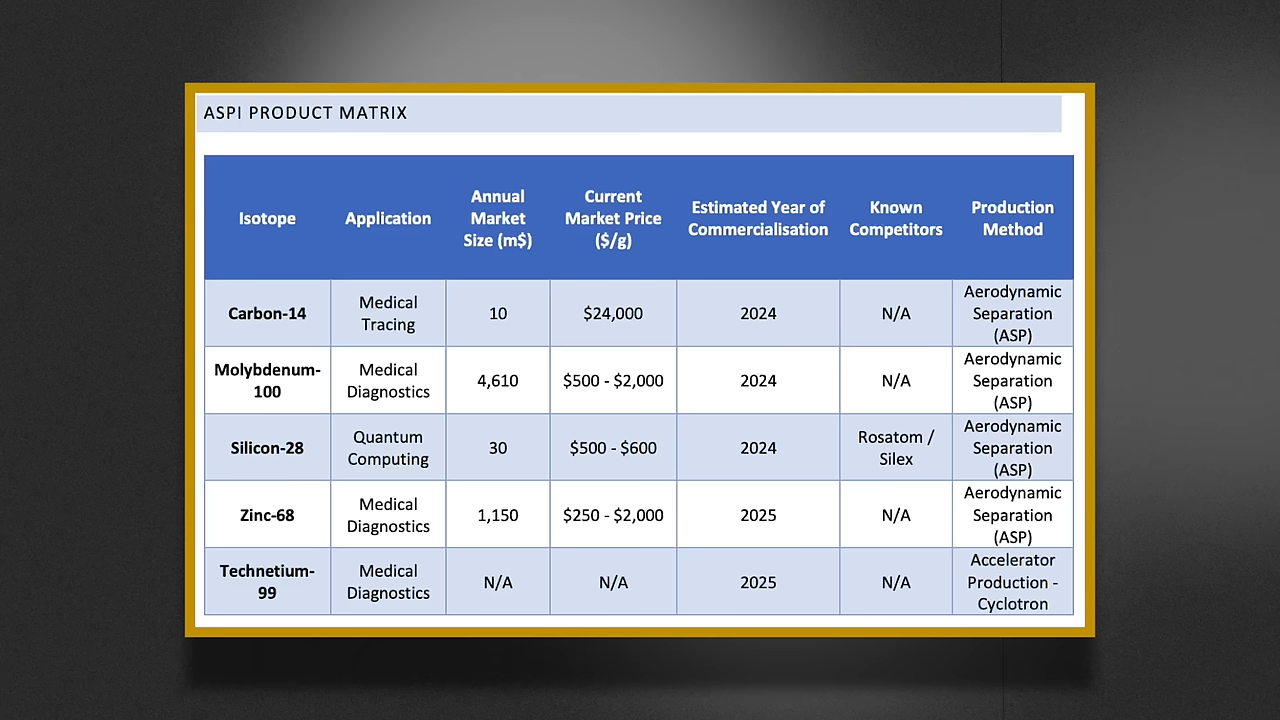 ASPI PRODUCT MATRIX
Isotope
Application
Annual
Market
Size (m$)
Current
Market Price
($/g)
Estimated Year of
Commercialisation
Known
Competitors
Production
Method
Carbon-14
Medical
Tracing
10
$24,000
2024
N/A
Aerodynamic
Separation
(ASP)
Molybdenum-
100
Medical
Diagnostics
4,610
$500 - $2,000
2024
N/A
Aerodynamic
Separation
(ASP)
Silicon-28
Quantum
Computing
30
$500 - $600
2024
Rosatom /
Silex
Aerodynamic
Separation
(ASP)
Zinc-68
Medical
Diagnostics
1,150
$250 - $2,000
2025
N/A
Aerodynamic
Separation
(ASP)
Technetium-
99
Medical
Diagnostics
N/A
N/A
2025
N/A
Accelerator
Production -
Cyclotron